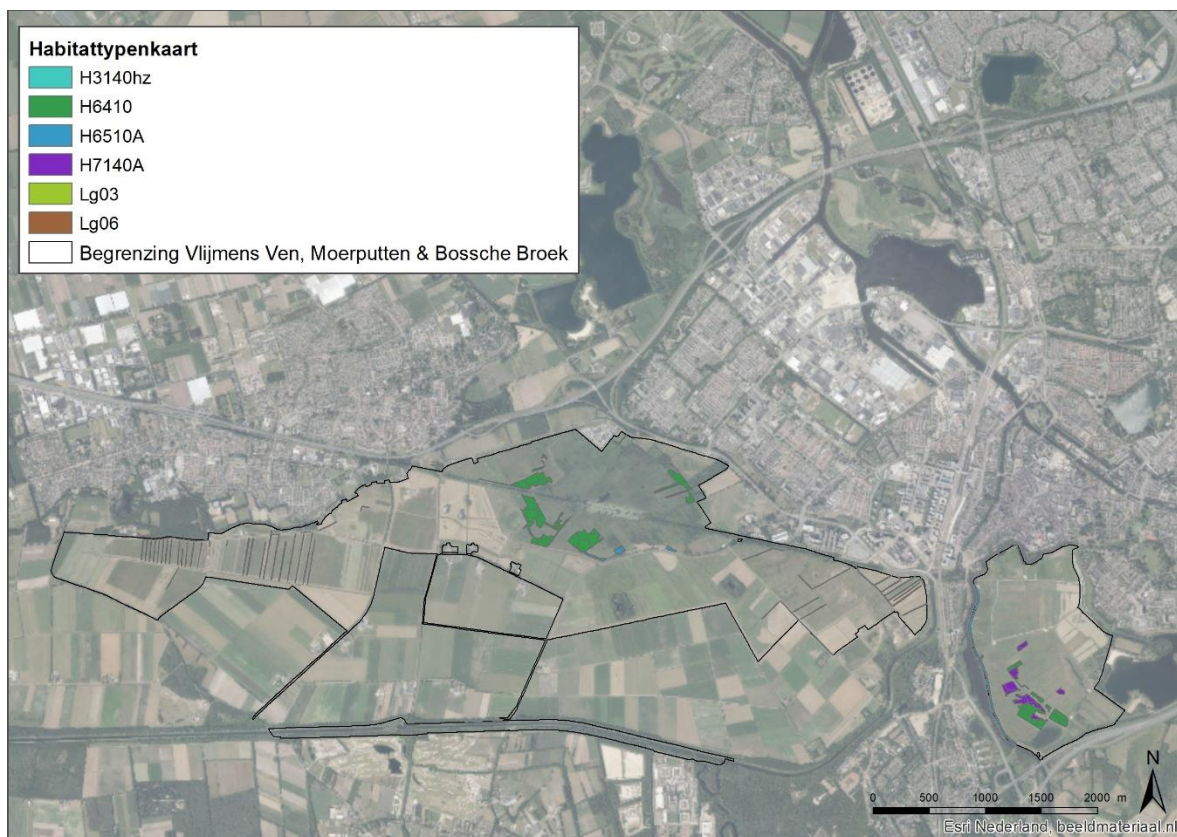 Habitattypenkaart
H3140hz
H6410
H6510A
H7140A
Lg03
Lg06
Begrenzing Vlijmens Ven, Moerputten & Bossche Broek
N
0 500 1000 1500 2000 m
Esri Nederland, beeldmateriaal.nl